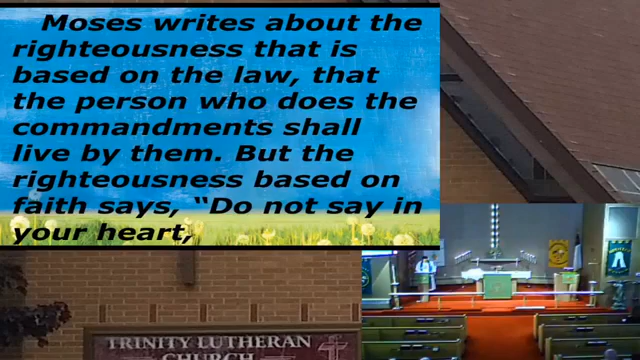 Moses writes about the
righteousness that is
based on the law, that
the person who does the
commandments shall
live by them. But the
righteousness based on
faith says, “Do not say in
your heart,
TRINITY LUTHERAN
CHURCH